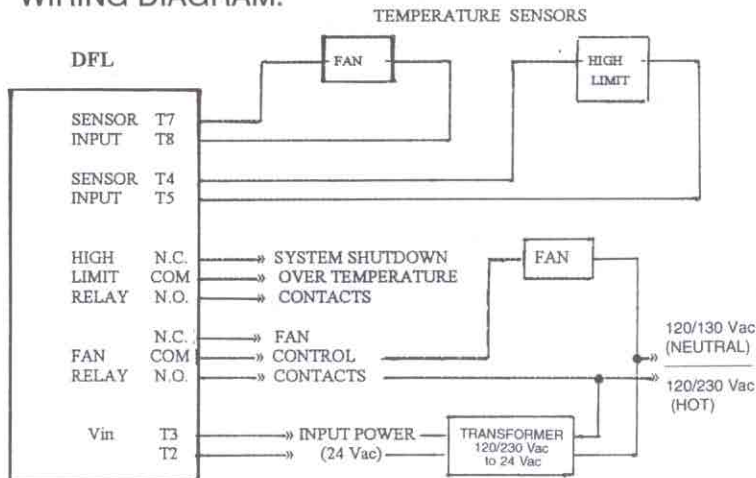 WIRING DIAGRAM:
TEMPERATURE SENSORS
DFL
FAN
HIGH
LIMIT
SENSOR T7
INPUT T8
SENSOR T4
INPUT T5
HIGH N.C. SYSTEM SHUTDOWN
LIMIT COM OVER TEMPERATURE
RELAY N.O. CONTACTS
FAN
N.C. FAN
FAN COM CONTROL
RELAY N.O. CONTACTS
120/130 Vac
(NEUTRAL)
120/230 Vac
(HOT)
Vin T3 INPUT POWER
T2 (24 Vac)
TRANSFORMER
120/230 Vac
to 24 Vac